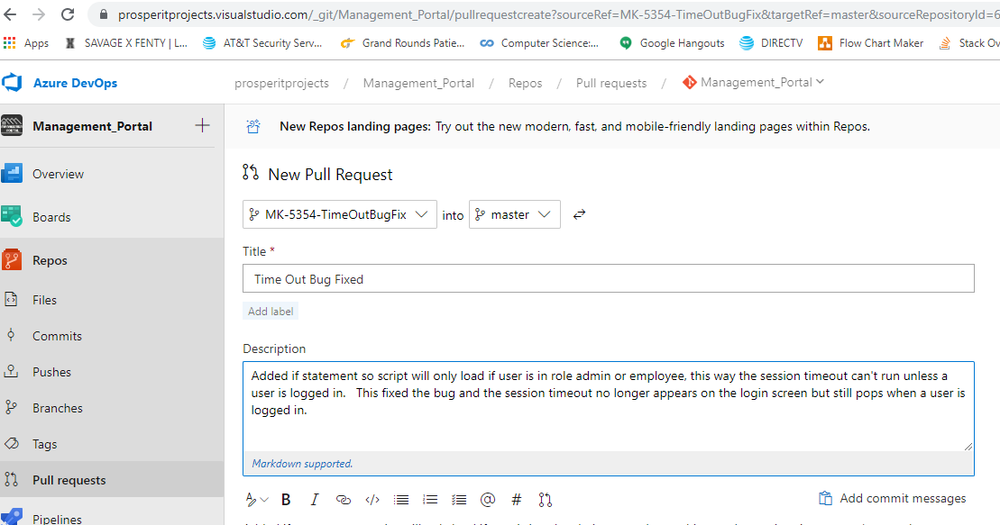 prosperitprojects.visualstudio.com/_git/Management_Portal/pullrequestcreate?sourceRef=MK-5354-TimeOutBugFix&targetRef=master&sourceRepositoryId=6
Apps SAVAGE X FENTY | L... AT&T Security Serv... Grand Rounds Patie... Computer Science:... Google Hangouts DIRECTV Flow Chart Maker Stack Ov
Azure DevOps prosperitprojects / Management_Portal / Repos / Pull requests / Management_Portal
Management_Portal
New Repos landing pages: Try out the new modern, fast, and mobile-friendly landing pages within Repos.
Overview
Boards
Repos
Files
Commits
Pushes
Branches
Tags
Pull requests
Pipelines
New Pull Request
MK-5354-TimeOutBugFix into master
Title *
Time Out Bug Fixed
Add label
Description
Added if statement so script will only load if user is in role admin or employee, this way the session timeout can't run unless a
user is logged in.   This fixed the bug and the session timeout no longer appears on the login screen but still pops when a user is
logged in.
Markdown supported.
B I </> @ # Add commit messages